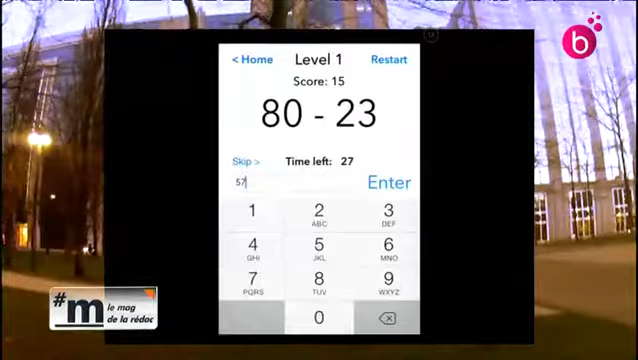 < Home Level 1 Restart
Score: 15
80 - 23
Skip > Time left: 27
57 Enter
1 2 3
ABC DEF
4 5 6
GHI JKL MNO
7 8 9
PQRS TUV WXYZ
0
b
#m le mag
de la rédac